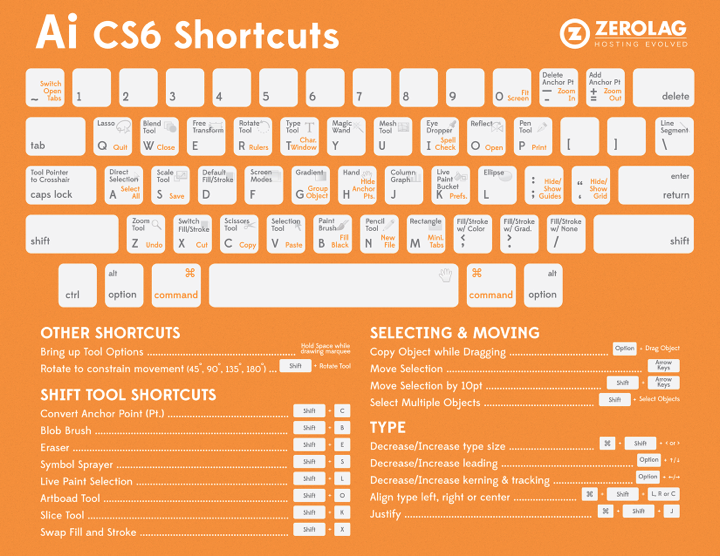 Ai CS6 Shortcuts
ZEROLAG
HOSTING EVOLVED
~ Switch Open Tabs
1
2
3
4
5
6
7
8
9
0 Fit Screen
Delete Anchor Pt — - Zoom In
Add Anchor Pt + = Zoom Out
delete
tab
Lasso Q Quit
Blend Tool W Close
Free Transform E
Rotate Tool R Rulers
Type Tool T Char. Window
Magic Wand Y
Mesh Tool U
Eye Dropper I Spell Check
Reflect O Open
Pen Tool P Print
[
]
Line Segment \
Tool Pointer to Crosshair caps lock
Direct Selection A Select All
Scale Tool S Save
Default Fill/Stroke D
Screen Modes F
Gradient G Group Object
Hand H Hide Anchor Pts.
Column Graph J
Live Paint Bucket K Prefs.
Ellipse L
: ; Hide/Show Guides
“ ‘ Hide/Show Grid
enter return
shift
Zoom Tool Z Undo
Switch Fill/Stroke X Cut
Scissors Tool C Copy
Selection Tool V Paste
Paint Brush B Fill Black
Pencil Tool N New File
Rectangle M Mini. Tabs
Fill/Stroke w/ Color < ,
Fill/Stroke w/ Grad. > .
Fill/Stroke w/ None /
shift
ctrl
alt option
⌘ command
⌘ command
alt option
OTHER SHORTCUTS
Bring up Tool Options ........ Hold Space while drawing marquee
Rotate to constrain movement (45°, 90°, 135°, 180°) ... Shift + Rotate Tool
SHIFT TOOL SHORTCUTS
Convert Anchor Point (Pt.) ........ Shift + C
Blob Brush ........ Shift + B
Eraser ........ Shift + E
Symbol Sprayer ........ Shift + S
Live Paint Selection ........ Shift + L
Artboad Tool ........ Shift + O
Slice Tool ........ Shift + K
Swap Fill and Stroke ........ Shift + X
SELECTING & MOVING
Copy Object while Dragging ........ Option + Drag Object
Move Selection ........ Arrow Keys
Move Selection by 10pt ........ Shift + Arrow Keys
Select Multiple Objects ........ Shift + Select Objects
TYPE
Decrease/Increase type size ........ ⌘ + Shift + < or >
Decrease/Increase leading ........ Option + ↑/↓
Decrease/Increase kerning & tracking ........ Option + ←/→
Align type left, right or center ........ ⌘ + Shift + L, R or C
Justify ........ ⌘ + Shift + J